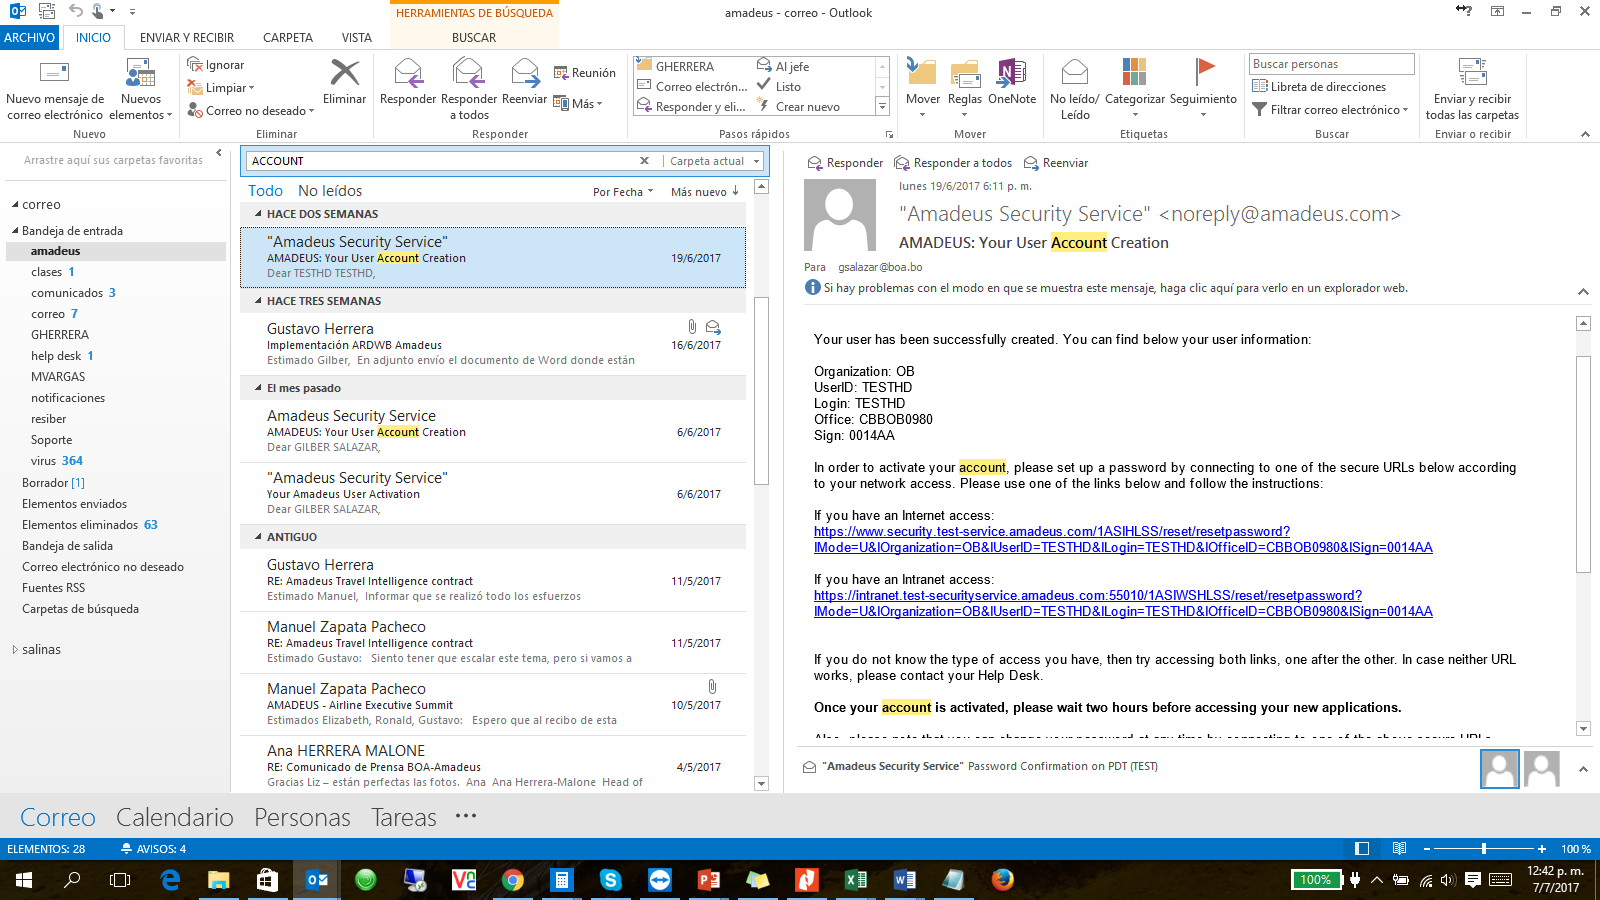 HERRAMIENTAS DE BÚSQUEDA
amadeus - correo - Outlook
ARCHIVO
INICIO
ENVIAR Y RECIBIR
CARPETA
VISTA
BUSCAR
Nuevo mensaje de
correo electrónico
Nuevos
elementos
Nuevo
Ignorar
Limpiar
Correo no deseado
Eliminar
Eliminar
Responder
Responder
a todos
Reenviar
Reunión
Más
Responder
GHERRERA
Correo electrón...
Responder y eli...
Al jefe
Listo
Crear nuevo
Pasos rápidos
Mover
Reglas
OneNote
Mover
No leído/
Leído
Categorizar
Seguimiento
Etiquetas
Buscar personas
Libreta de direcciones
Filtrar correo electrónico
Buscar
Enviar y recibir
todas las carpetas
Enviar o recibir
Arrastre aquí sus carpetas favoritas
correo
Bandeja de entrada
amadeus
clases 1
comunicados 3
correo 7
GHERRERA
help desk 1
MVARGAS
notificaciones
resiber
Soporte
virus 364
Borrador [1]
Elementos enviados
Elementos eliminados 63
Bandeja de salida
Correo electrónico no deseado
Fuentes RSS
Carpetas de búsqueda
salinas
ACCOUNT
Carpeta actual
Todo No leídos
Por Fecha Más nuevo
HACE DOS SEMANAS
"Amadeus Security Service"
AMADEUS: Your User Account Creation 19/6/2017
Dear TESTHD TESTHD,
HACE TRES SEMANAS
Gustavo Herrera
Implementación ARDWB Amadeus 16/6/2017
Estimado Gilber, En adjunto envío el documento de Word donde están
El mes pasado
Amadeus Security Service
AMADEUS: Your User Account Creation 6/6/2017
Dear GILBER SALAZAR,
"Amadeus Security Service"
Your Amadeus User Activation 6/6/2017
Dear GILBER SALAZAR,
ANTIGUO
Gustavo Herrera
RE: Amadeus Travel Intelligence contract 11/5/2017
Estimado Manuel, Informar que se realizó todo los esfuerzos
Manuel Zapata Pacheco
RE: Amadeus Travel Intelligence contract 11/5/2017
Estimado Gustavo: Siento tener que escalar este tema, pero si vamos a
Manuel Zapata Pacheco
AMADEUS - Airline Executive Summit 10/5/2017
Estimados Elizabeth, Ronald, Gustavo: Espero que al recibo de esta
Ana HERRERA MALONE
RE: Comunicado de Prensa BOA-Amadeus 4/5/2017
Gracias Liz – están perfectas las fotos. Ana Ana Herrera-Malone Head of
Responder Responder a todos Reenviar
lunes 19/6/2017 6:11 p. m.
"Amadeus Security Service" <noreply@amadeus.com>
AMADEUS: Your User Account Creation
Para gsalazar@boa.bo
Si hay problemas con el modo en que se muestra este mensaje, haga clic aquí para verlo en un explorador web.
Your user has been successfully created. You can find below your user information:
Organization: OB
UserID: TESTHD
Login: TESTHD
Office: CBBOB0980
Sign: 0014AA
In order to activate your account, please set up a password by connecting to one of the secure URLs below according
to your network access. Please use one of the links below and follow the instructions:
If you have an Internet access:
https://www.security.test-service.amadeus.com/1ASIHLSS/reset/resetpassword?
IMode=U&IOrganization=OB&IUserID=TESTHD&ILogin=TESTHD&IOfficeID=CBBOB0980&ISign=0014AA
If you have an Intranet access:
https://intranet.test-securityservice.amadeus.com:55010/1ASIWSHLSS/reset/resetpassword?
IMode=U&IOrganization=OB&IUserID=TESTHD&ILogin=TESTHD&IOfficeID=CBBOB0980&ISign=0014AA
If you do not know the type of access you have, then try accessing both links, one after the other. In case neither URL
works, please contact your Help Desk.
Once your account is activated, please wait two hours before accessing your new applications.
Also, please note that you can change your password at any time by connecting to one of the above secure URLs
"Amadeus Security Service" Password Confirmation on PDT (TEST)
Correo Calendario Personas Tareas
ELEMENTOS: 28 AVISOS: 4
100 %
100%
12:42 p. m.
7/7/2017